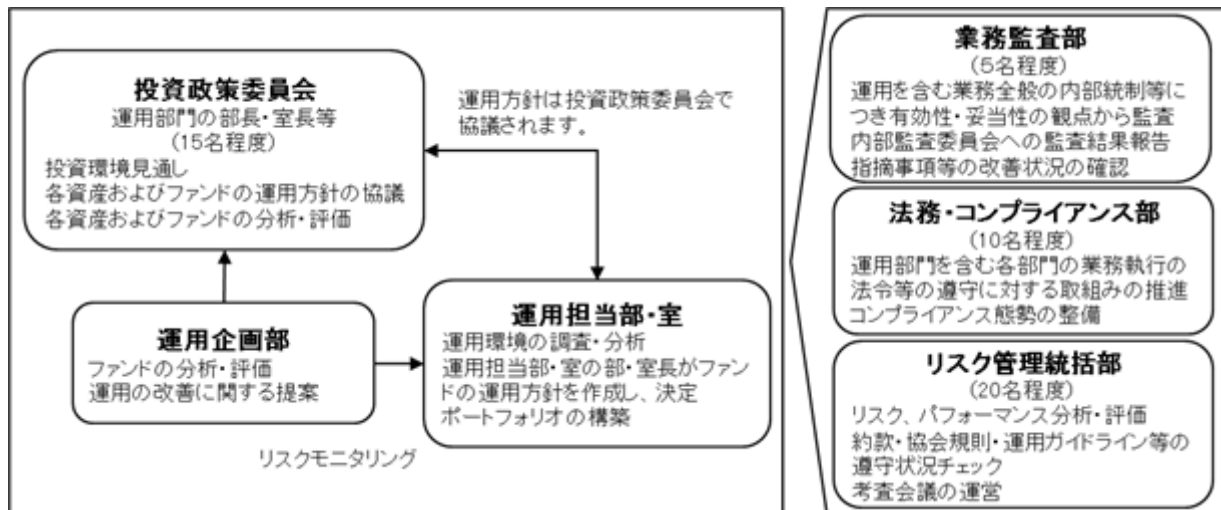 投資政策委員会
運用部門の部長・室長等
(15名程度)
投資環境見通し
各資産およびファンドの運用方針の協議
各資産およびファンドの分析・評価
運用方針は投資政策委員会で
協議されます。
運用企画部
ファンドの分析・評価
運用の改善に関する提案
運用担当部・室
運用環境の調査・分析
運用担当部・室の部・室長がファン
ドの運用方針を作成し、決定
ポートフォリオの構築
リスクモニタリング
業務監査部
(5名程度)
運用を含む業務全般の内部統制等に
つき有効性・妥当性の観点から監査
内部監査委員会への監査結果報告
指摘事項等の改善状況の確認
法務・コンプライアンス部
(10名程度)
運用部門を含む各部門の業務執行の
法令等の遵守に対する取組みの推進
コンプライアンス態勢の整備
リスク管理統括部
(20名程度)
リスク、パフォーマンス分析・評価
約款・協会規則・運用ガイドライン等の
遵守状況チェック
考査会議の運営